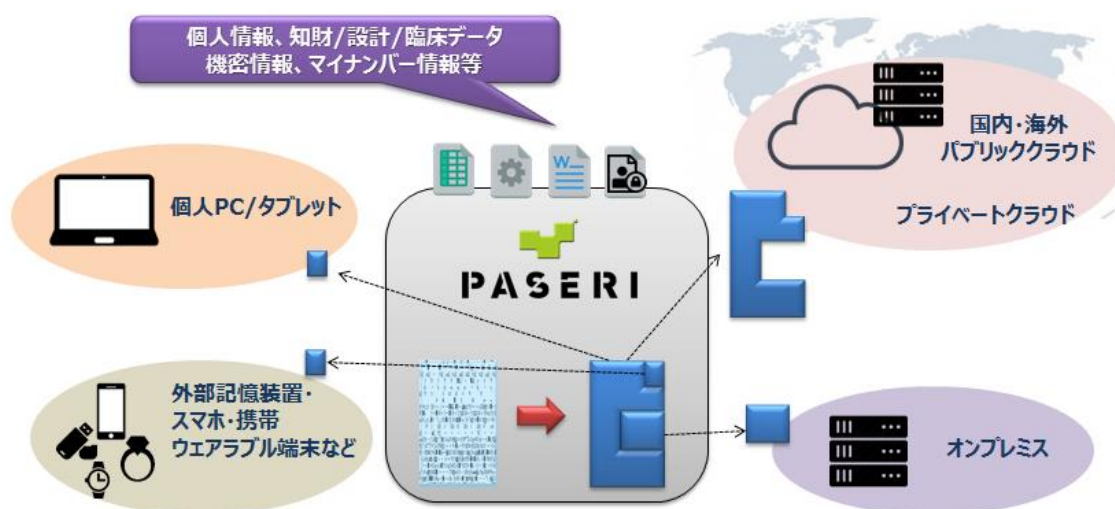 個人情報、知財/設計/臨床データ
機密情報、マイナンバー情報等
国内・海外
パブリッククラウド
プライベートクラウド
個人PC/タブレット
W
PASERI
外部記憶装置・
スマホ・携帯
ウェアラブル端末など
オンプレミス